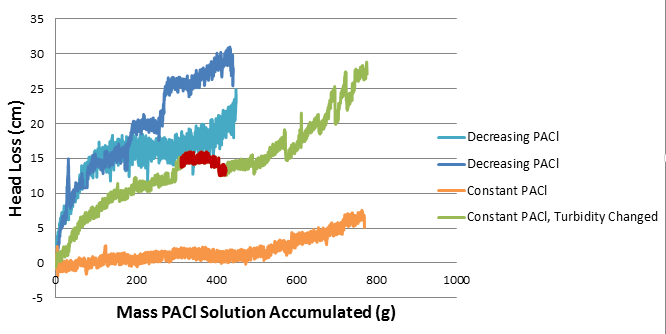 35
30
25
20
15
10
5
0
-5
Head Loss (cm)
0 200 400 600 800 1000
Mass PACl Solution Accumulated (g)
Decreasing PACl
Decreasing PACl
Constant PACl
Constant PACl, Turbidity Changed